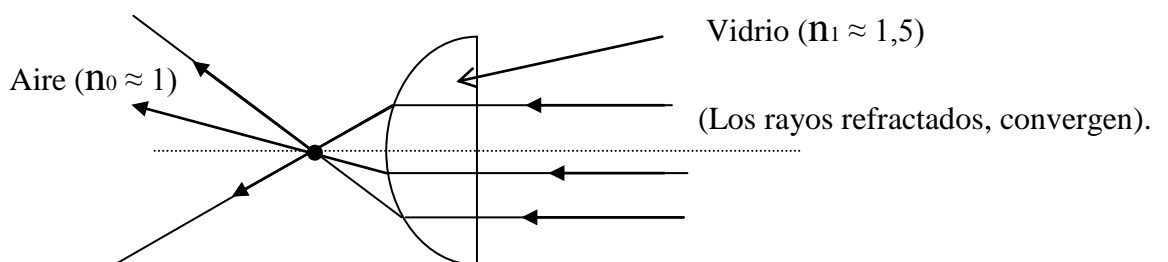 Vidrio (n1 ≈ 1,5)
Aire (n0 ≈ 1)
(Los rayos refractados, convergen).